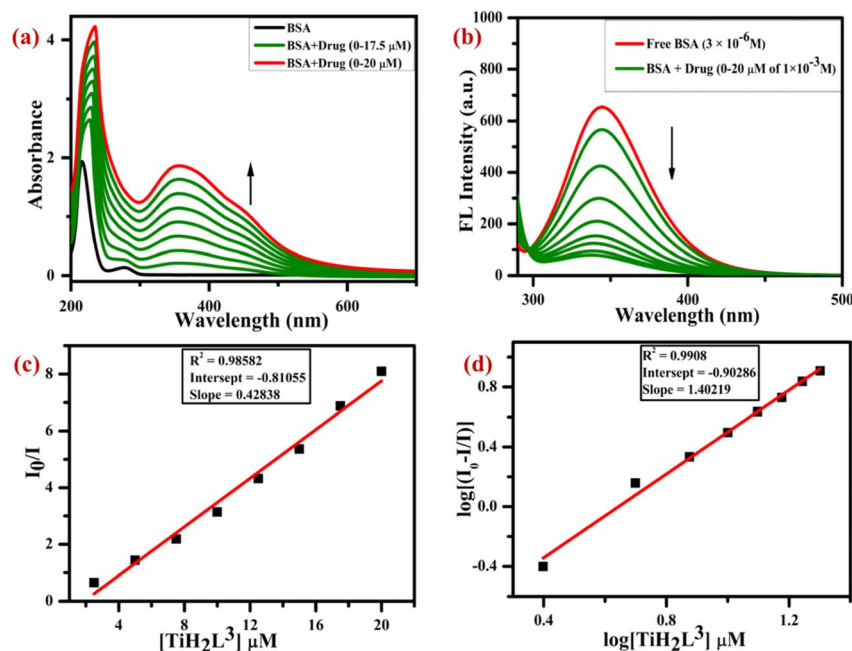 (a)
BSA
BSA+Drug (0-17.5 µM)
BSA+Drug (0-20 µM)
Absorbance
4
2
0
200
400
600
Wavelength (nm)
(b)
Free BSA (3 × 10⁻⁶M)
BSA + Drug (0-20 µM of 1×10⁻³M)
FL Intensity (a.u.)
1000
900
800
700
600
500
400
300
200
100
0
300
400
500
Wavelength (nm)
(c)
R² = 0.98582
Intersept = -0.81055
Slope = 0.42838
I₀/I
8
6
4
2
0
4
8
12
16
20
[TiH₂L³] µM
(d)
R² = 0.9908
Intersept = -0.90286
Slope = 1.40219
log[(I₀-I/I)]
0.8
0.4
0.0
-0.4
0.4
0.8
1.2
log[TiH₂L³] µM